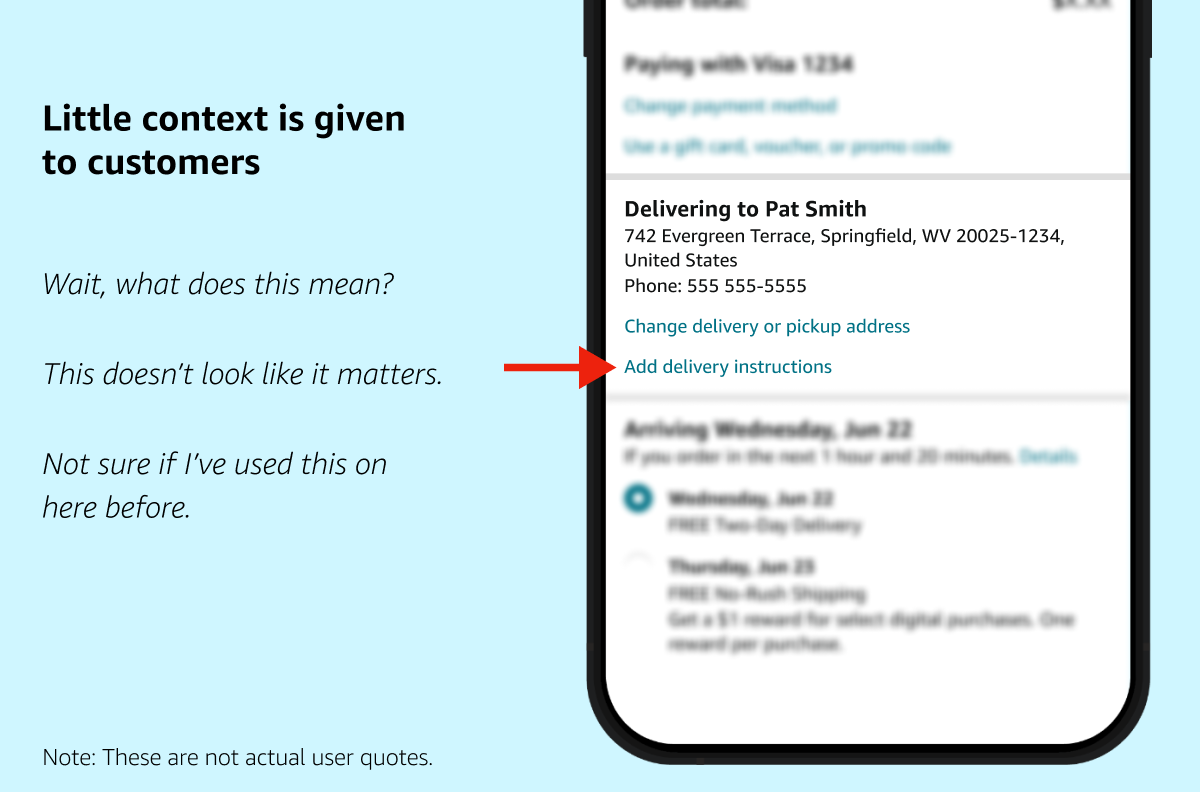 Little context is given
to customers
Wait, what does this mean?
This doesn’t look like it matters.
Not sure if I’ve used this on
here before.
Note: These are not actual user quotes.
Order total:
$X.XX
Paying with Visa 1234
Change payment method
Use a gift card, voucher, or promo code
Delivering to Pat Smith
742 Evergreen Terrace, Springfield, WV 20025-1234,
United States
Phone: 555 555-5555
Change delivery or pickup address
Add delivery instructions
Arriving Wednesday, Jun 22
If you order in the next 1 hour and 20 minutes. Details
Wednesday, Jun 22
FREE Two-Day Delivery
Thursday, Jun 23
FREE No-Rush Shipping
Get a $1 reward for select digital purchases. One
reward per purchase.